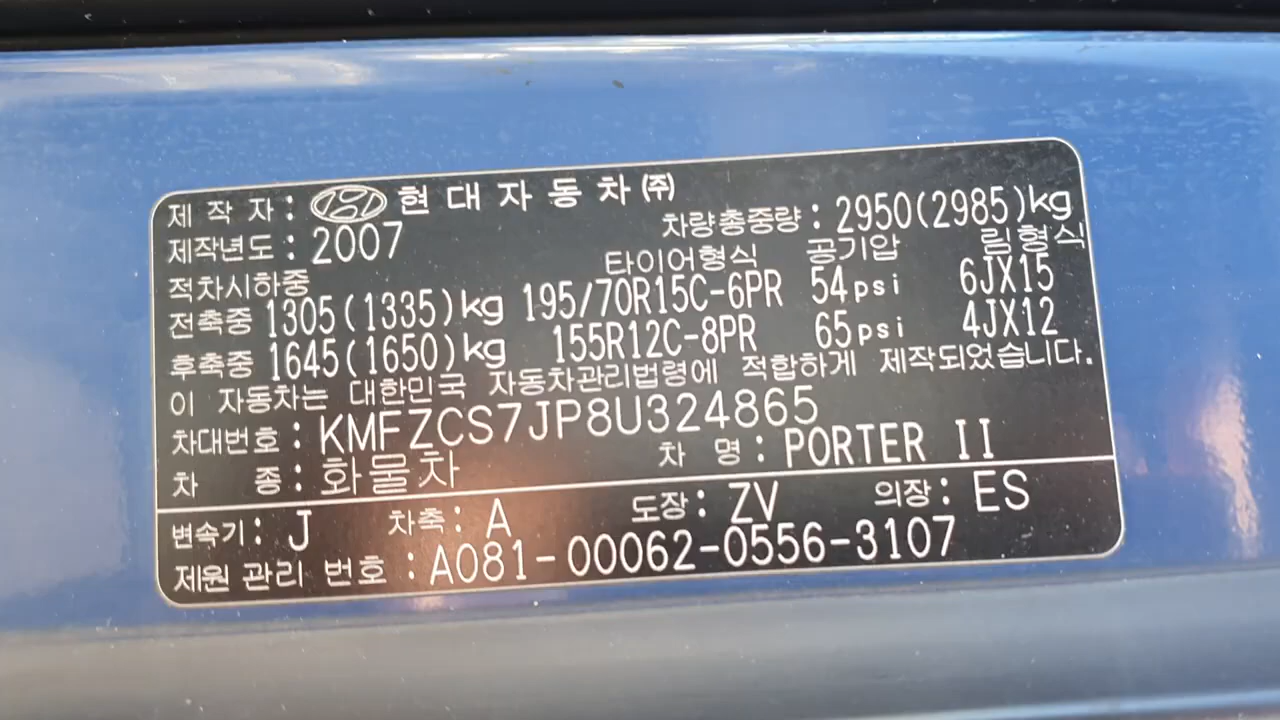 제 작 자 : 현 대 자 동 차 ㈜
제작년도 : 2007 차량총중량 : 2950(2985)kg
적차시하중 타이어형식 공기압 림형식
전축중 1305(1335)kg 195/70R15C-6PR 54psi 6JX15
후축중 1645(1650)kg 155R12C-8PR 65psi 4JX12
이 자동차는 대한민국 자동차관리법령에 적합하게 제작되었습니다.
차대번호 : KMFZCS7JP8U324865
차 종 : 화물차 차 명 : PORTER II
변속기 : J 차축 : A 도장 : ZV 의장 : ES
제원 관리 번호 : A081-00062-0556-3107